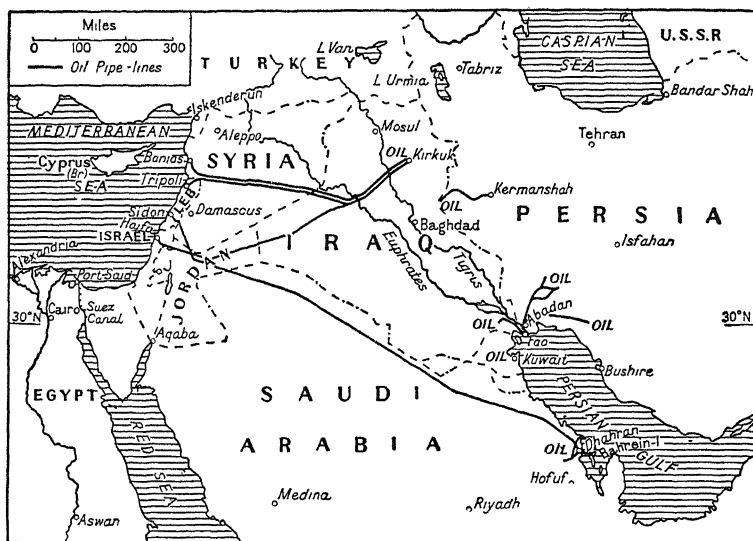 Miles
0 100 200 300
Oil Pipe-lines
L Van
CASPIAN
SEA
U.S.S.R
TURKEY
L Urmia
Tabriz
Bandar Shah
Iskenderun
MEDITERRANEAN
Aleppo
Mosul
Tehran
Cyprus
(Br)
SEA
Banias
SYRIA
OIL
Kirkuk
Tripoli
LEB
OIL
Kermanshah
Sidon
Damascus
PERSIA
Haifa
ISRAEL
Baghdad
IRAQ
Isfahan
Alexandria
Port-Said
JORDAN
Euphrates
Tigris
30°N
Cairo
Suez
Canal
Aqaba
OIL
Abadan
OIL
30°N
Fao
OIL
Kuwait
Bushire
EGYPT
SAUDI
ARABIA
PERSIAN
GULF
RED SEA
Dhahran
Bahrein-I
OIL
Hofuf
Medina
Riyadh
Aswan